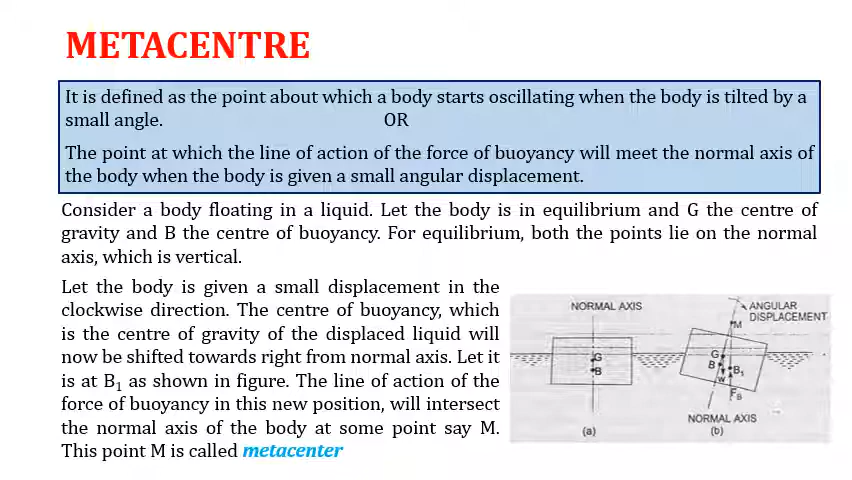 METACENTRE
It is defined as the point about which a body starts oscillating when the body is tilted by a
small angle. OR
The point at which the line of action of the force of buoyancy will meet the normal axis of
the body when the body is given a small angular displacement.
Consider a body floating in a liquid. Let the body is in equilibrium and G the centre of
gravity and B the centre of buoyancy. For equilibrium, both the points lie on the normal
axis, which is vertical.
Let the body is given a small displacement in the
clockwise direction. The centre of buoyancy, which
is the centre of gravity of the displaced liquid will
now be shifted towards right from normal axis. Let it
is at B₁ as shown in figure. The line of action of the
force of buoyancy in this new position, will intersect
the normal axis of the body at some point say M.
This point M is called metacenter
NORMAL AXIS
G
B
(a)
ANGULAR
DISPLACEMENT
M
G
B
B₁
W
F_B
NORMAL AXIS
(b)